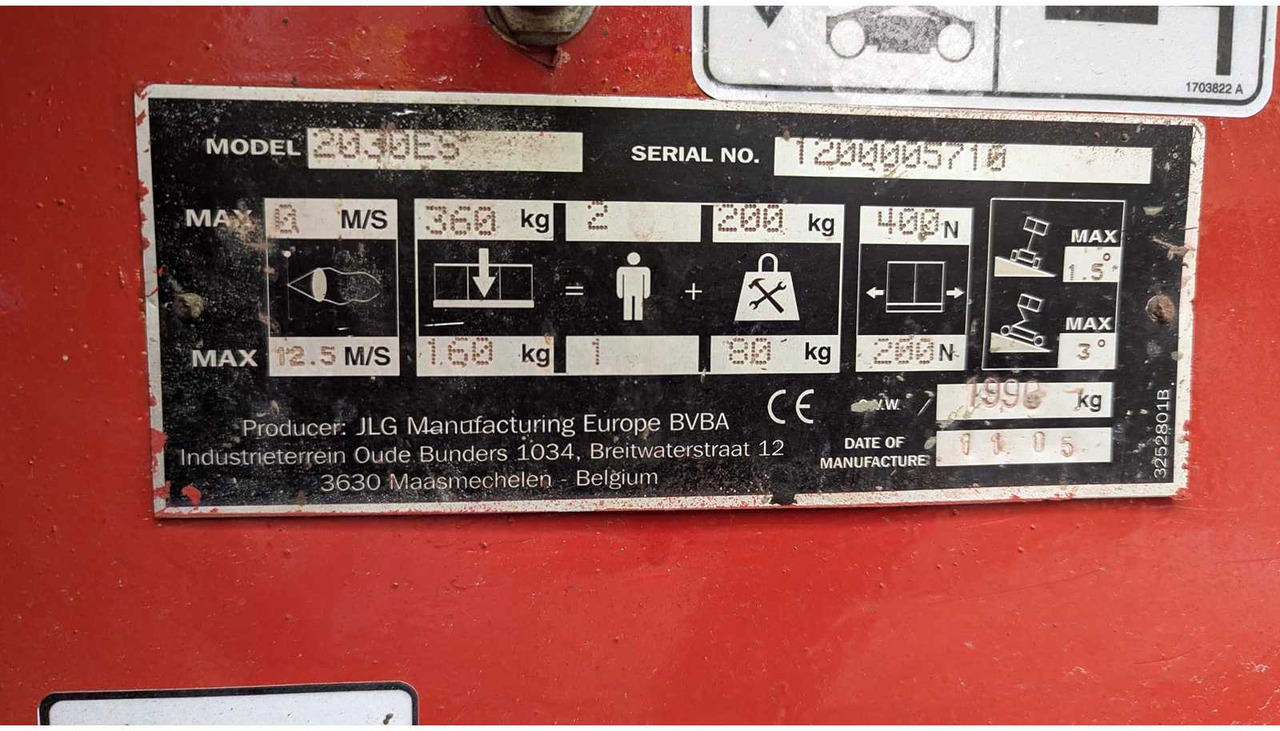 1703822 A
MODEL 2030ES SERIAL NO. 1200005710
MAX 0 M/S 360 kg 2 200 kg 400 N
MAX
1.5°
= +
MAX
3°
MAX 12.5 M/S 160 kg 1 80 kg 200 N
CE kg
Producer: JLG Manufacturing Europe BVBA
DATE OF MANUFACTURE 11 05
Industrieterrein Oude Bunders 1034, Breitwaterstraat 12
3630 Maasmechelen - Belgium
3252801B